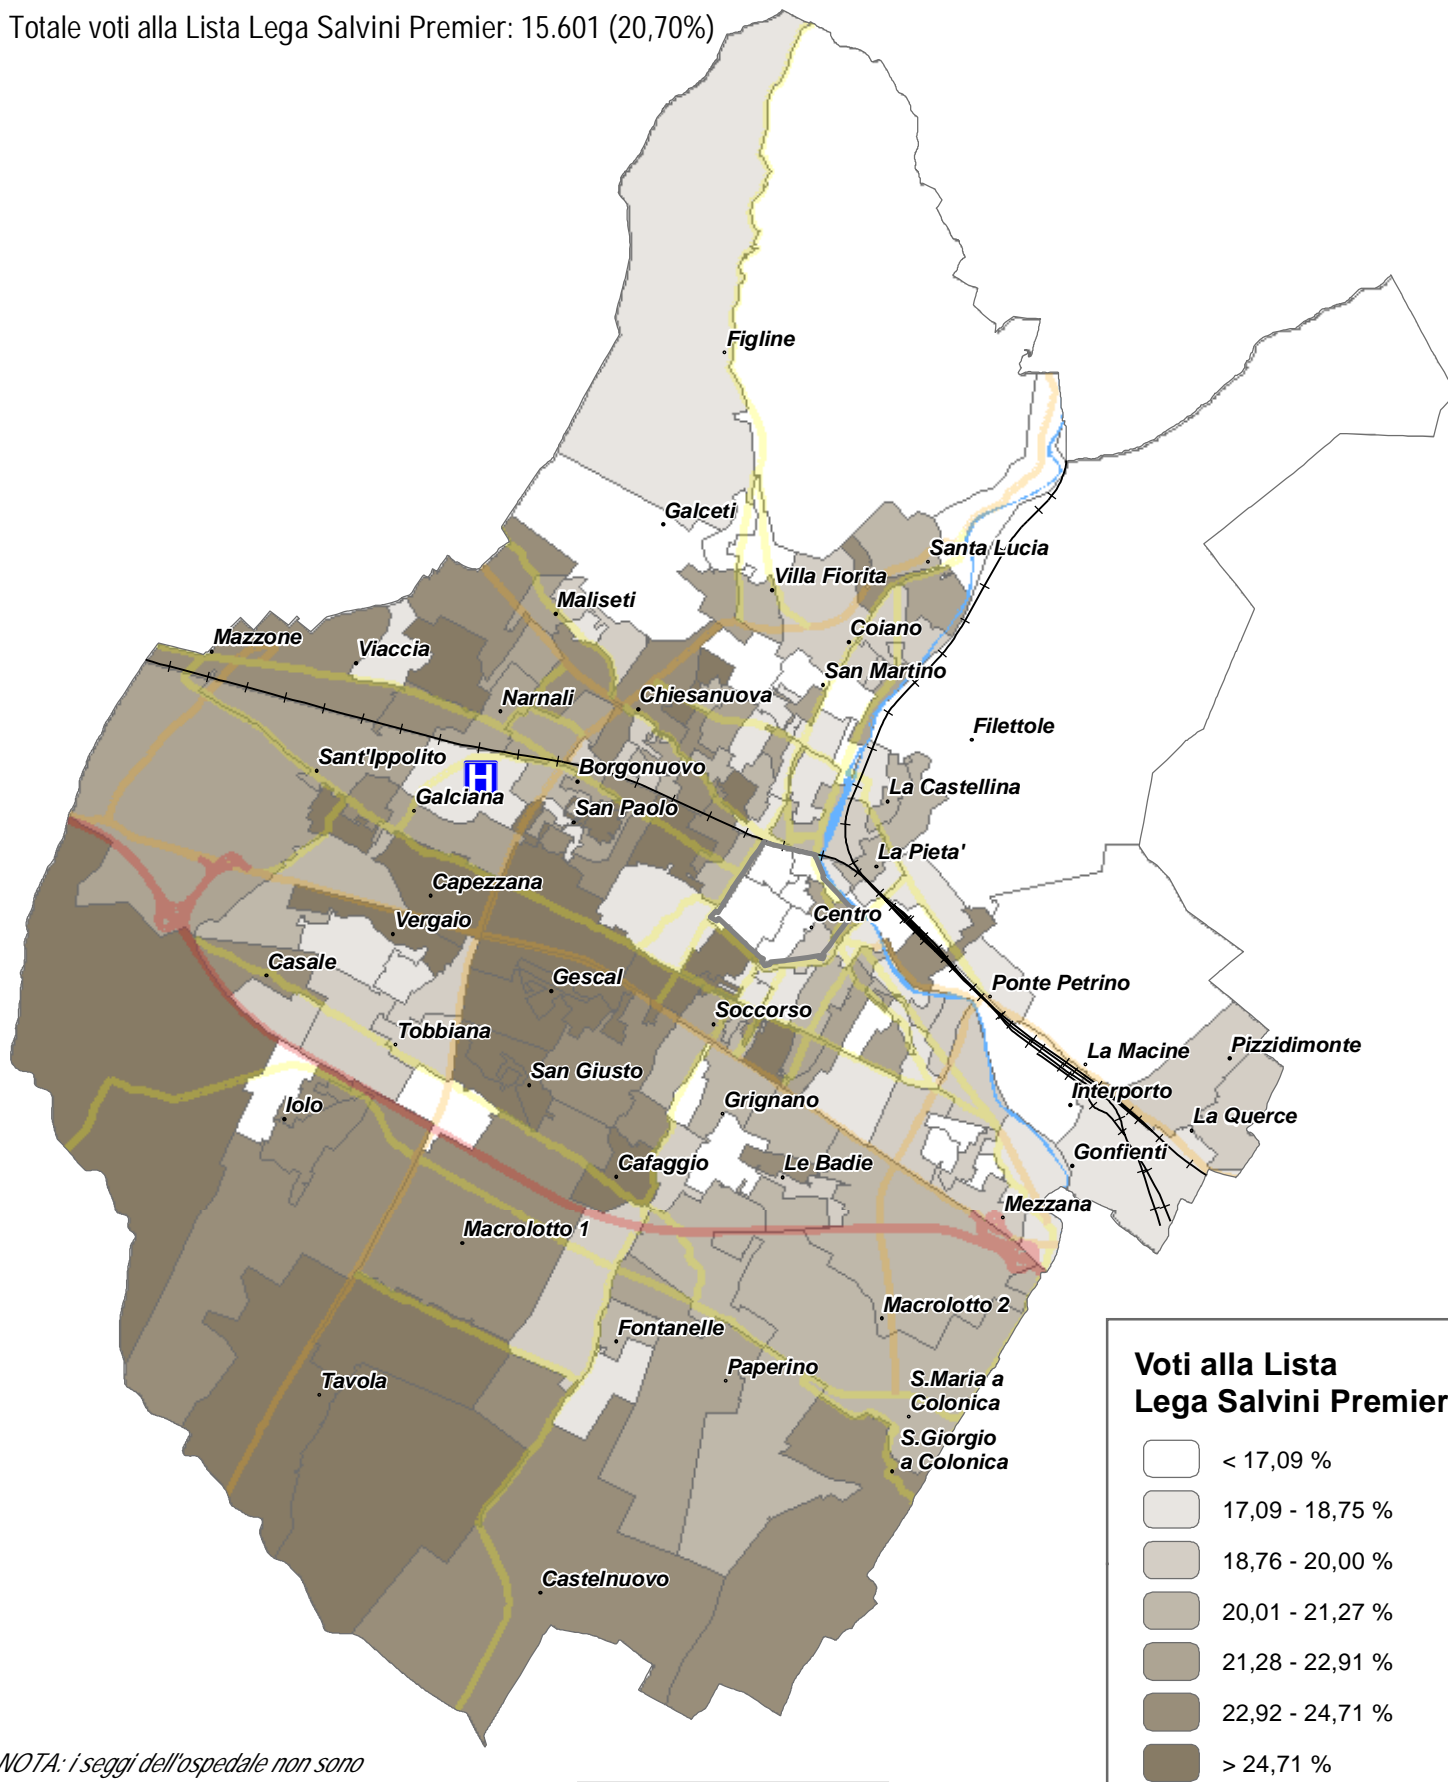 Totale voti alla Lista Lega Salvini Premier: 15.601 (20,70%)
Figline
Galceti
Santa Lucia
Villa Fiorita
Maliseti
Coiano
Mazzone
Viaccia
San Martino
Narnali
Chiesanuova
Filettole
Sant'Ippolito
H
Borgonuovo
La Castellina
Galciana
San Paolo
La Pieta'
Capezzana
Centro
Vergaio
Casale
Gescal
Ponte Petrino
Soccorso
Tobbiana
La Macine
Pizzidimonte
San Giusto
Interporto
Iolo
Grignano
La Querce
Gonfienti
Cafaggio
Le Badie
Mezzana
Macrolotto 1
Macrolotto 2
Fontanelle
Paperino
Tavola
S.Maria a
Colonica
S.Giorgio
a Colonica
Castelnuovo
Voti alla Lista
Lega Salvini Premier
< 17,09 %
17,09 - 18,75 %
18,76 - 20,00 %
20,01 - 21,27 %
21,28 - 22,91 %
22,92 - 24,71 %
> 24,71 %
NOTA: i seggi dell'ospedale non sono